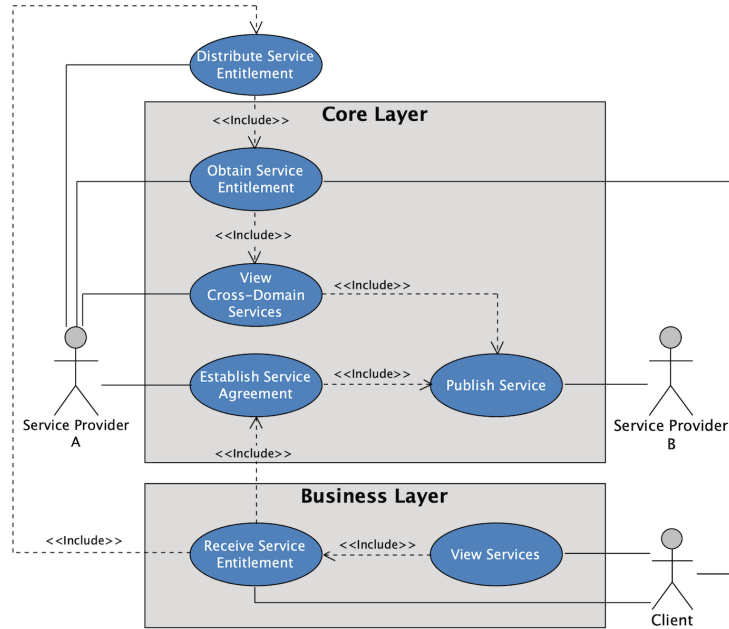 Distribute Service
Entitlement
<<Include>>
Core Layer
Obtain Service
Entitlement
<<Include>>
View
Cross-Domain
Services
<<Include>>
Establish Service
Agreement
<<Include>>
Publish Service
Service Provider
A
Service Provider
B
<<Include>>
Business Layer
<<Include>>
Receive Service
Entitlement
<<Include>>
View Services
Client